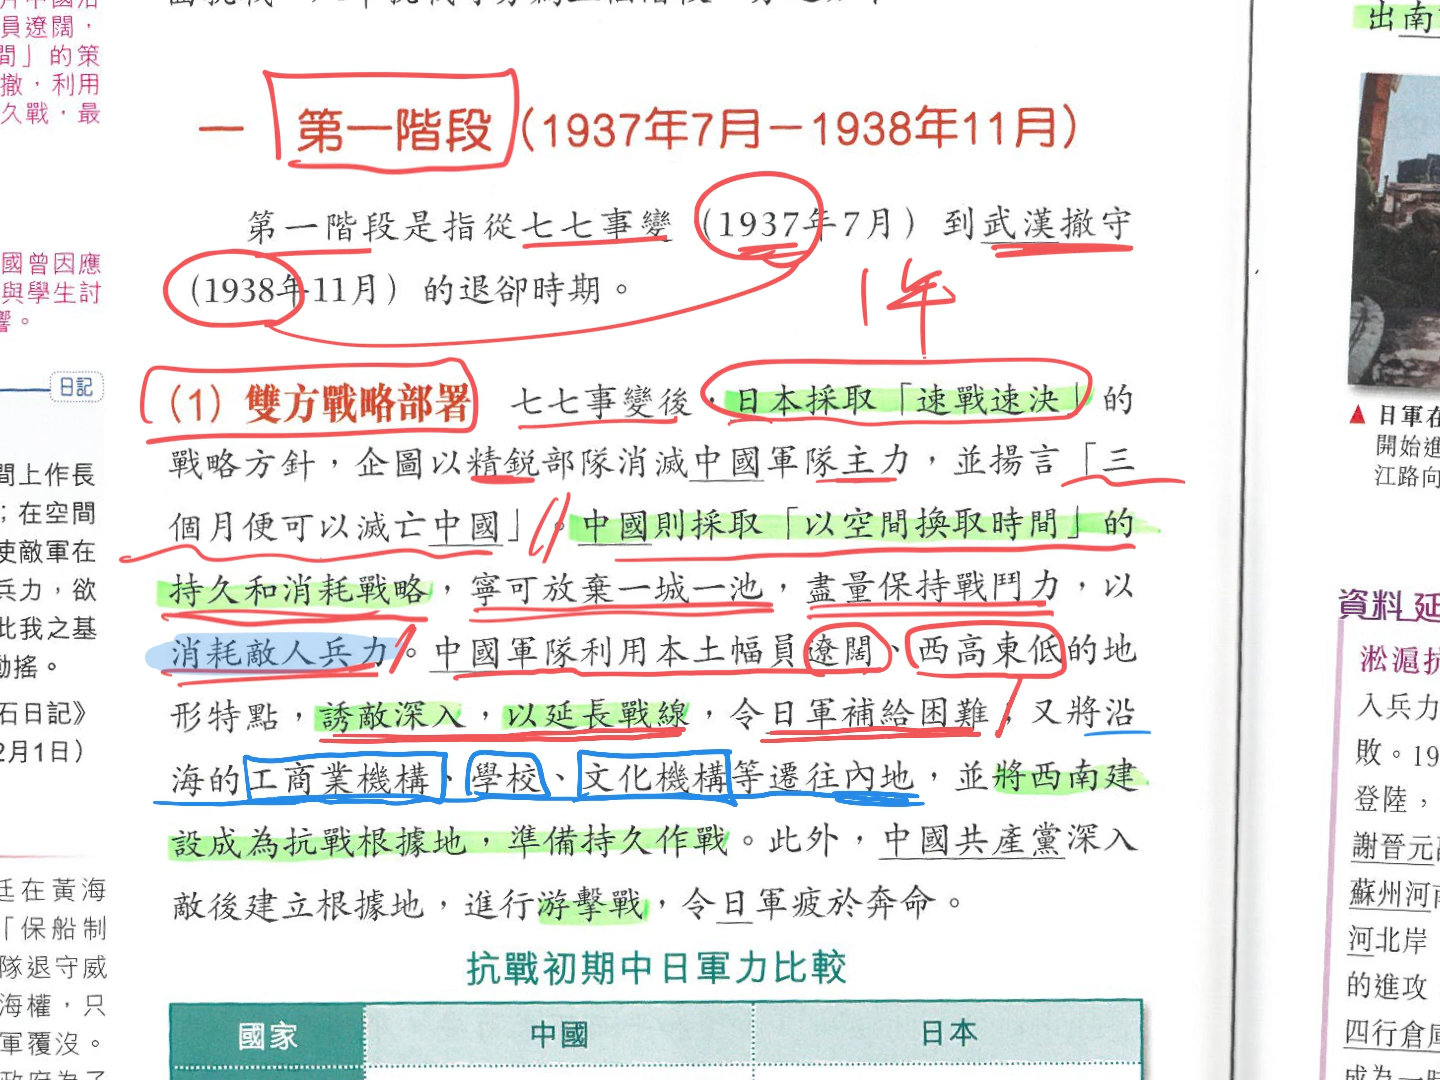 一 第一階段（1937年7月－1938年11月）
第一階段是指從七七事變（1937年7月）到武漢撤守
（1938年11月）的退卻時期。
1年
（1）雙方戰略部署 七七事變後，日本採取「速戰速決」的
戰略方針，企圖以精銳部隊消滅中國軍隊主力，並揚言「三
個月便可以滅亡中國」。中國則採取「以空間換取時間」的
持久和消耗戰略，寧可放棄一城一池，盡量保持戰鬥力，以
消耗敵人兵力。中國軍隊利用本土幅員遼闊、西高東低的地
形特點，誘敵深入，以延長戰線，令日軍補給困難；又將沿
海的工商業機構、學校、文化機構等遷往內地，並將西南建
設成為抗戰根據地，準備持久作戰。此外，中國共產黨深入
敵後建立根據地，進行游擊戰，令日軍疲於奔命。
抗戰初期中日軍力比較
國家 中國 日本
員遼闊，
間」的策
撤，利用
久戰，最
國曾因應
與學生討
響。
日記
間上作長
；在空間
使敵軍在
兵力，欲
此我之基
動搖。
石日記》
2月1日）
廷在黃海
「保船制
隊退守威
海權，只
軍覆沒。
出南
▲ 日軍在
開始進
江路向
資料延
淞滬抗
入兵力
敗。19
登陸，
謝晉元
蘇州河南
河北岸
的進攻
四行倉庫
成為一時